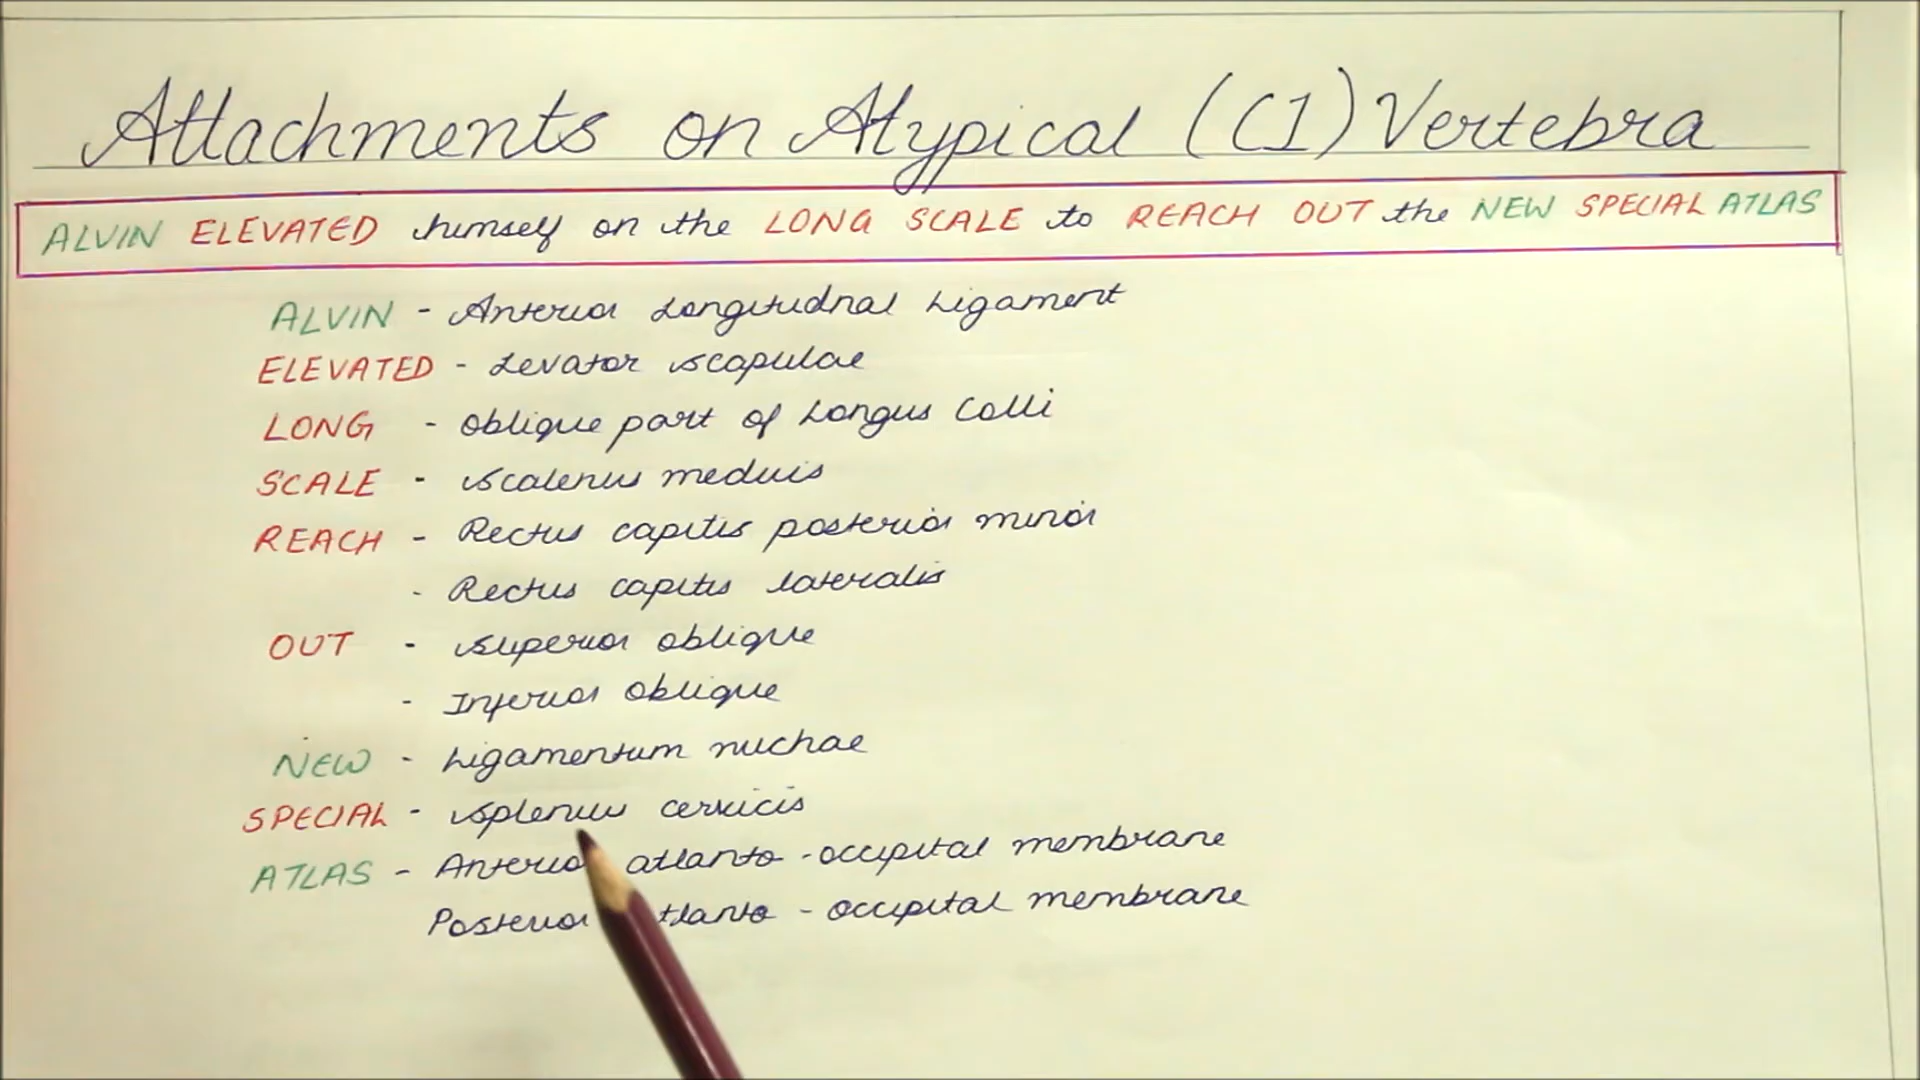 Attachments on Atypical (C1) Vertebra
ALVIN ELEVATED himself on the LONG SCALE to REACH OUT the NEW SPECIAL ATLAS
ALVIN - Anterior Longitudnal Ligament
ELEVATED - Levator scapulae
LONG - Oblique part of Longus Colli
SCALE - Scalenus meduis
REACH - Rectus capitis posterior minor
- Rectus capitis lateralis
OUT - Superior oblique
- Inferior oblique
NEW - Ligamentum nuchae
SPECIAL - Splenius cervicis
ATLAS - Anterior atlanto-occipital membrane
Posterior atlanto-occipital membrane